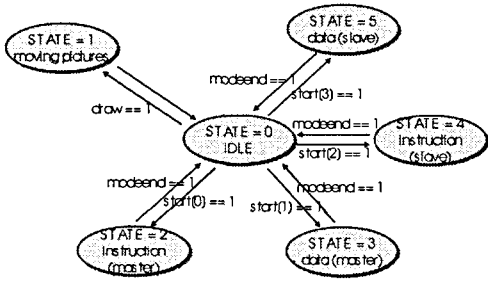 STATE = 1
moving pictures
STATE = 5
data (slave)
modeend == 1
start(3) == 1
draw == 1
STATE = 0
IDLE
modeend == 1
start(2) == 1
STATE = 4
Instruction
(slave)
modeend == 1
start(0) == 1
modeend == 1
start(1) == 1
STATE = 2
Instruction
(master)
STATE = 3
data (master)